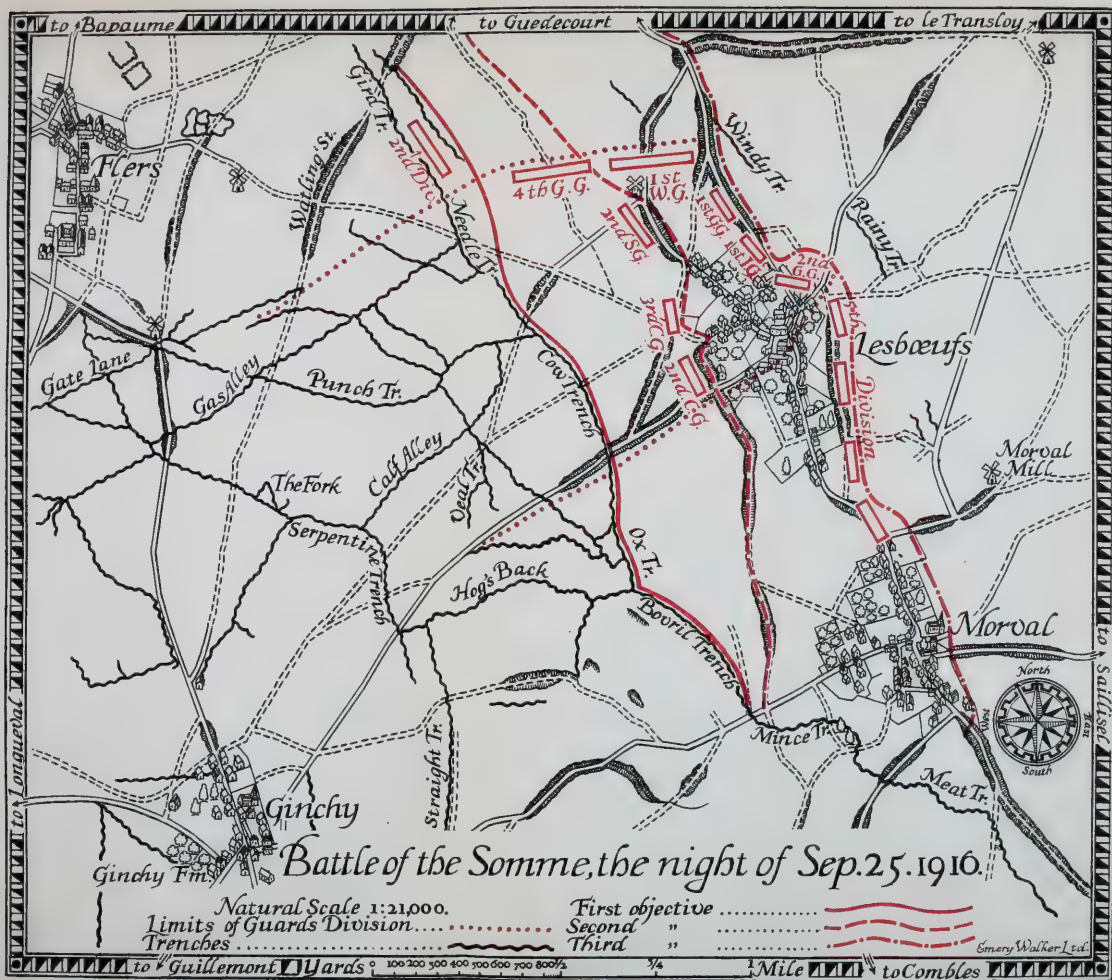 to Bapaume
to Guedecourt
to le Transloy
Flers
Gird Tr.
Watling St.
2nd Div.
4th G.G.
1st W.G.
Windy Tr.
1st G.G.
2nd S.G.
1st I.G.
2nd G.G.
Rainy Tr.
Needle Tr.
3rd C.G.
5th Division
Lesbœufs
Gate Lane
Gas Alley
Punch Tr.
Cow Trench
2nd C.G.
Calf Alley
The Fork
Veal Tr.
Morval Mill
Serpentine Trench
Ox Tr.
Hog's Back
Bovril Trench
Morval
to Saillisel
North
West
East
South
Mince Tr.
Meat Tr.
Straight Tr.
to Longueval
Ginchy
Ginchy Fm.
Battle of the Somme, the night of Sep. 25. 1916.
Natural Scale 1:21,000.
Limits of Guards Division....
Trenches
First objective
Second "
Third "
Emery Walker Ltd.
to Guillemont
Yards 0 100 200 300 400 500 600 700 800 ½ ¾ 1 Mile
to Combles